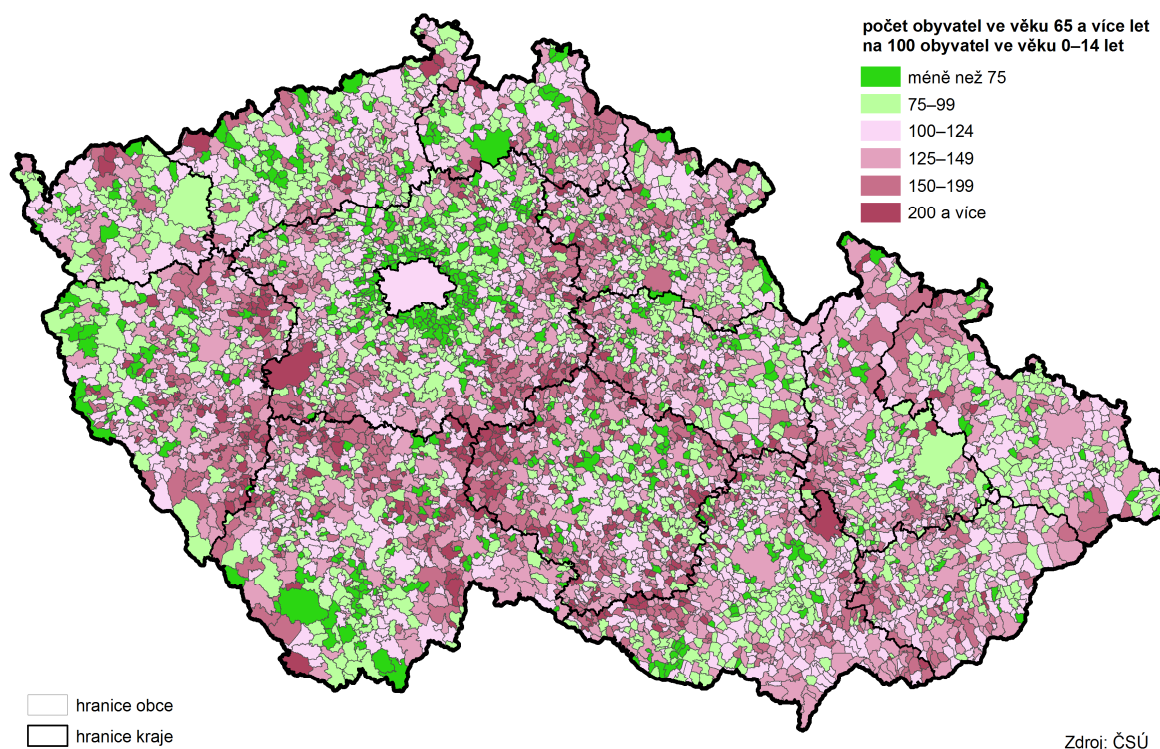 počet obyvatel ve věku 65 a více let
na 100 obyvatel ve věku 0–14 let
méně než 75
75–99
100–124
125–149
150–199
200 a více
hranice obce
hranice kraje
Zdroj: ČSÚ